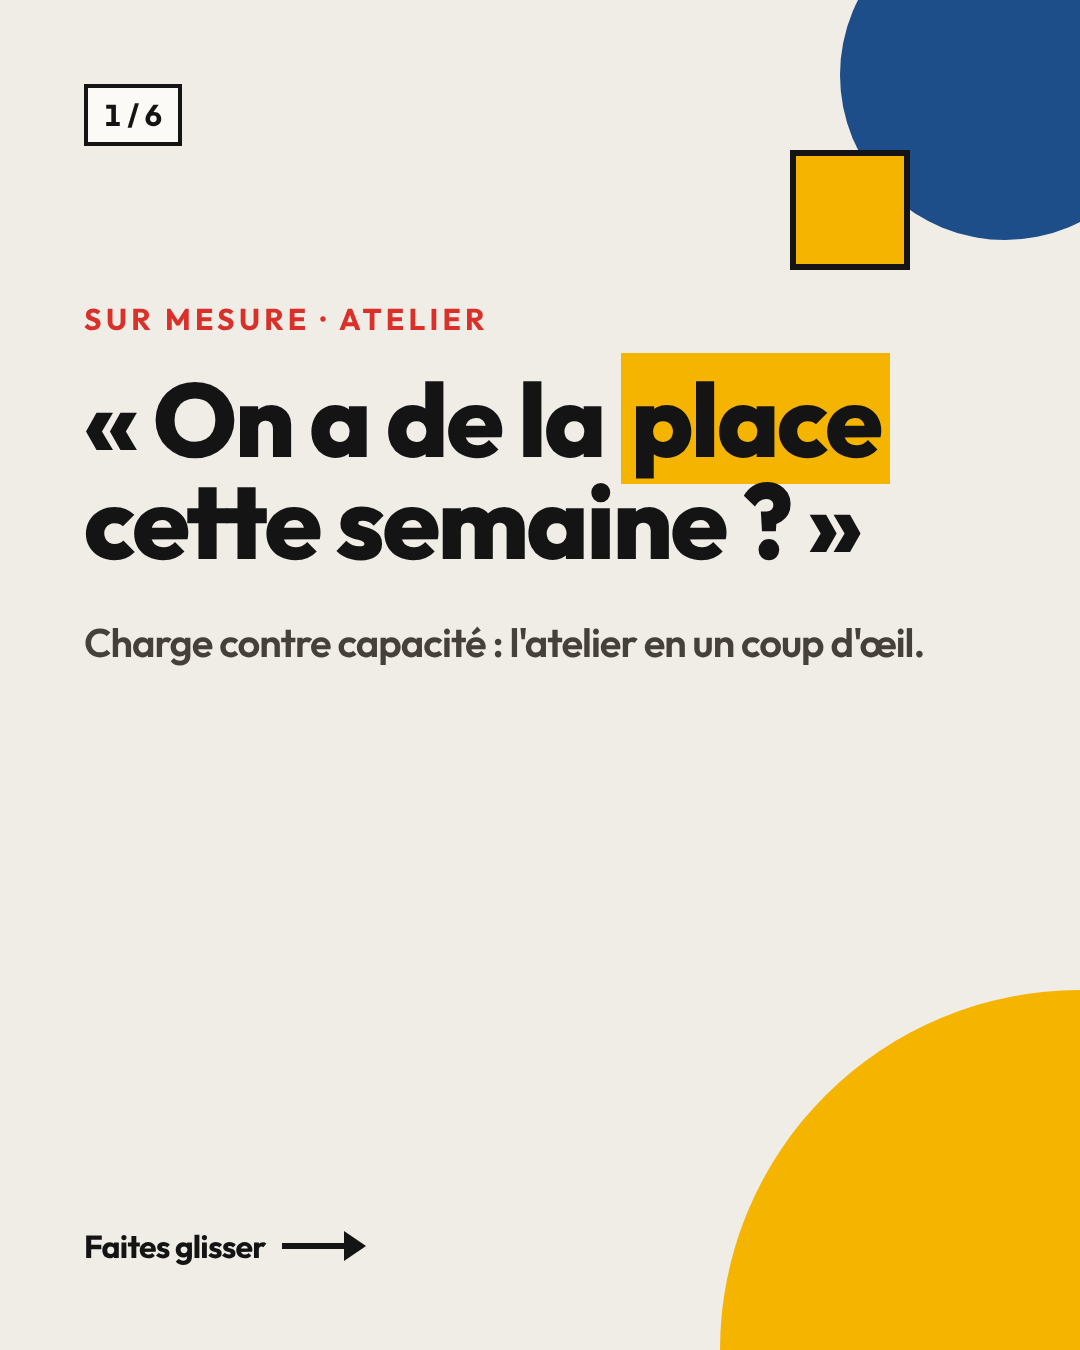 1/6
SUR MESURE · ATELIER
« On a de la place
cette semaine ? »
Charge contre capacité : l'atelier en un coup d'œil.
Faites glisser